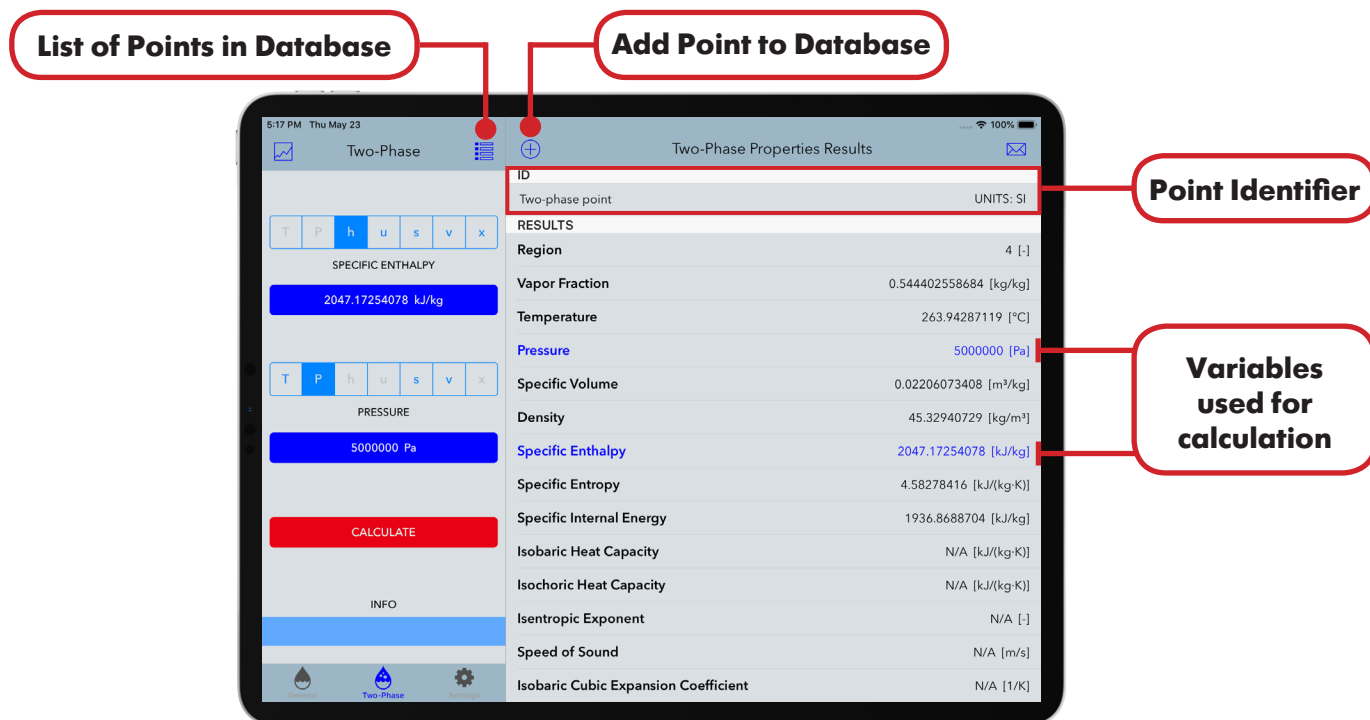 List of Points in Database
Add Point to Database
5:17 PM Thu May 23
100%
Two-Phase
Two-Phase Properties Results
ID
Two-phase point
UNITS: SI
Point Identifier
T P h u s v x
SPECIFIC ENTHALPY
2047.17254078 kJ/kg
T P h u s v x
PRESSURE
5000000 Pa
CALCULATE
INFO
General
Two-Phase
Settings
RESULTS
Region 4 [-]
Vapor Fraction 0.544402558684 [kg/kg]
Temperature 263.94287119 [°C]
Pressure 5000000 [Pa]
Specific Volume 0.02206073408 [m³/kg]
Density 45.32940729 [kg/m³]
Specific Enthalpy 2047.17254078 [kJ/kg]
Specific Entropy 4.58278416 [kJ/(kg·K)]
Specific Internal Energy 1936.8688704 [kJ/kg]
Isobaric Heat Capacity N/A [kJ/(kg·K)]
Isochoric Heat Capacity N/A [kJ/(kg·K)]
Isentropic Exponent N/A [-]
Speed of Sound N/A [m/s]
Isobaric Cubic Expansion Coefficient N/A [1/K]
Variables
used for
calculation